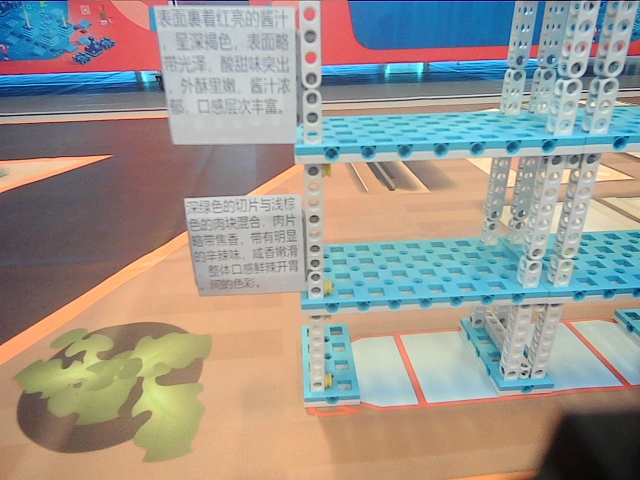 表面裹着红亮的酱汁
，呈深褐色，表面略
带光泽，酸甜味突出
，外酥里嫩，酱汁浓
郁，口感层次丰富。
深绿色的切片与浅棕
色的肉块混合，肉片
略带焦香，带有明显
的辛辣味，咸香嫩滑
，整体口感鲜辣开胃
，间的色彩。